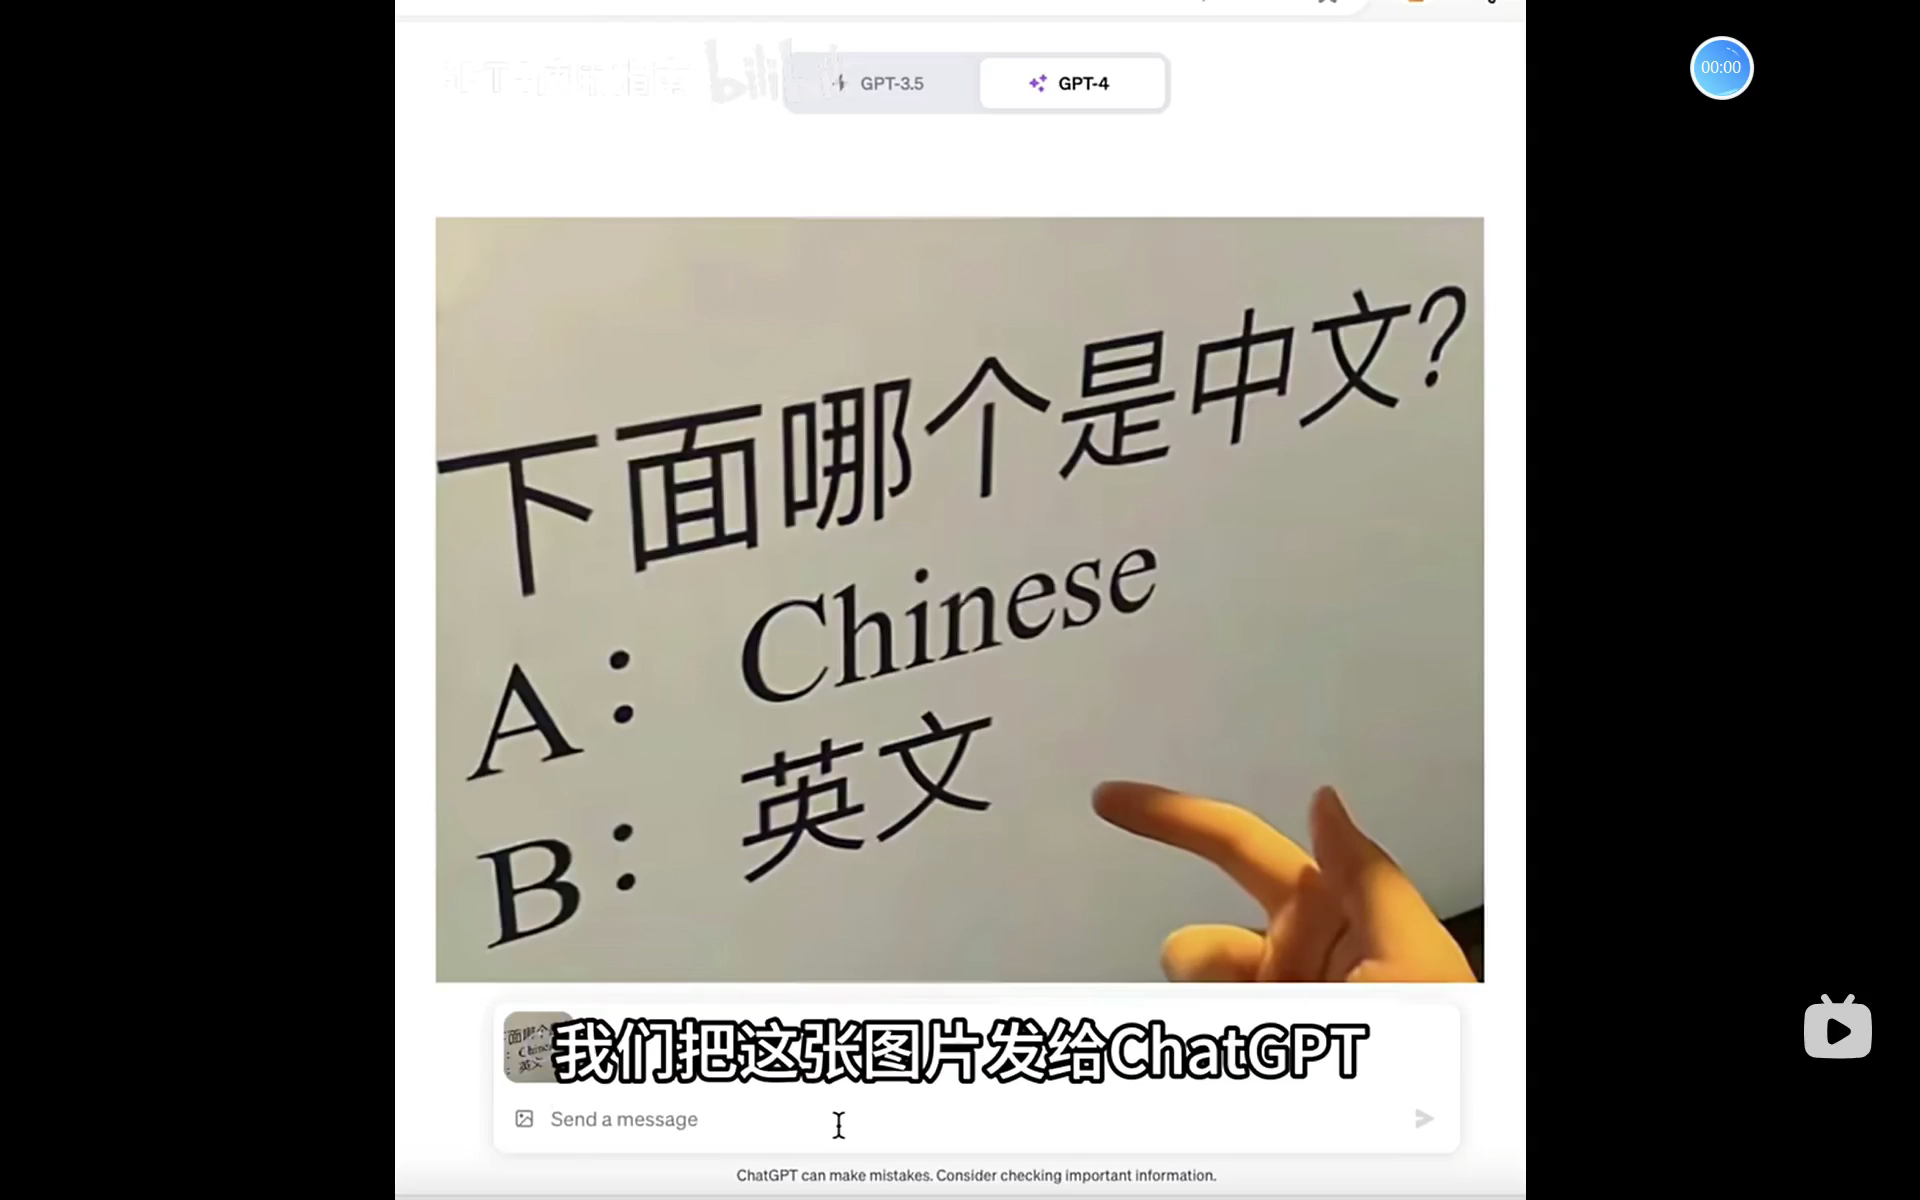 bilibili
GPT-3.5
GPT-4
00:00
下面哪个是中文?
A: Chinese
B: 英文
我们把这张图片发给ChatGPT
Send a message
ChatGPT can make mistakes. Consider checking important information.